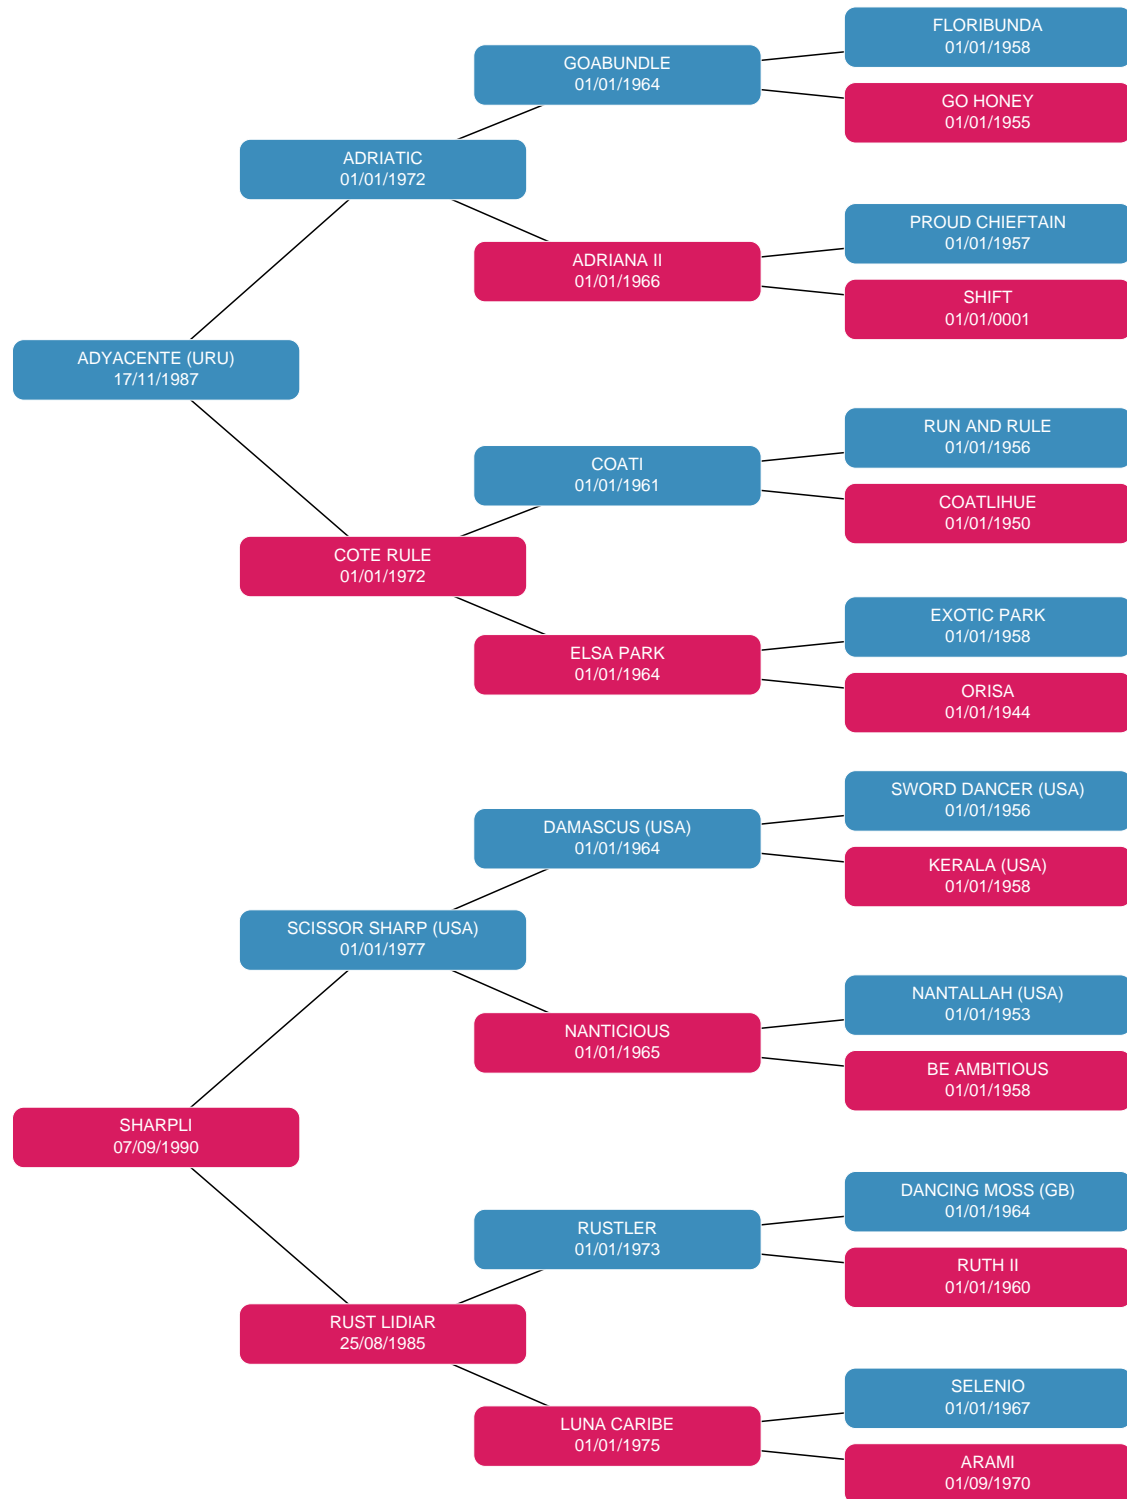 FLORIBUNDA
01/01/1958
GOABUNDLE
01/01/1964
GO HONEY
01/01/1955
ADRIATIC
01/01/1972
PROUD CHIEFTAIN
01/01/1957
ADRIANA II
01/01/1966
SHIFT
01/01/0001
ADYACENTE (URU)
17/11/1987
RUN AND RULE
01/01/1956
COATI
01/01/1961
COATLIHUE
01/01/1950
COTE RULE
01/01/1972
EXOTIC PARK
01/01/1958
ELSA PARK
01/01/1964
ORISA
01/01/1944
SWORD DANCER (USA)
01/01/1956
DAMASCUS (USA)
01/01/1964
KERALA (USA)
01/01/1958
SCISSOR SHARP (USA)
01/01/1977
NANTALLAH (USA)
01/01/1953
NANTICIOUS
01/01/1965
BE AMBITIOUS
01/01/1958
SHARPLI
07/09/1990
DANCING MOSS (GB)
01/01/1964
RUSTLER
01/01/1973
RUTH II
01/01/1960
RUST LIDIAR
25/08/1985
SELENIO
01/01/1967
LUNA CARIBE
01/01/1975
ARAMI
01/09/1970